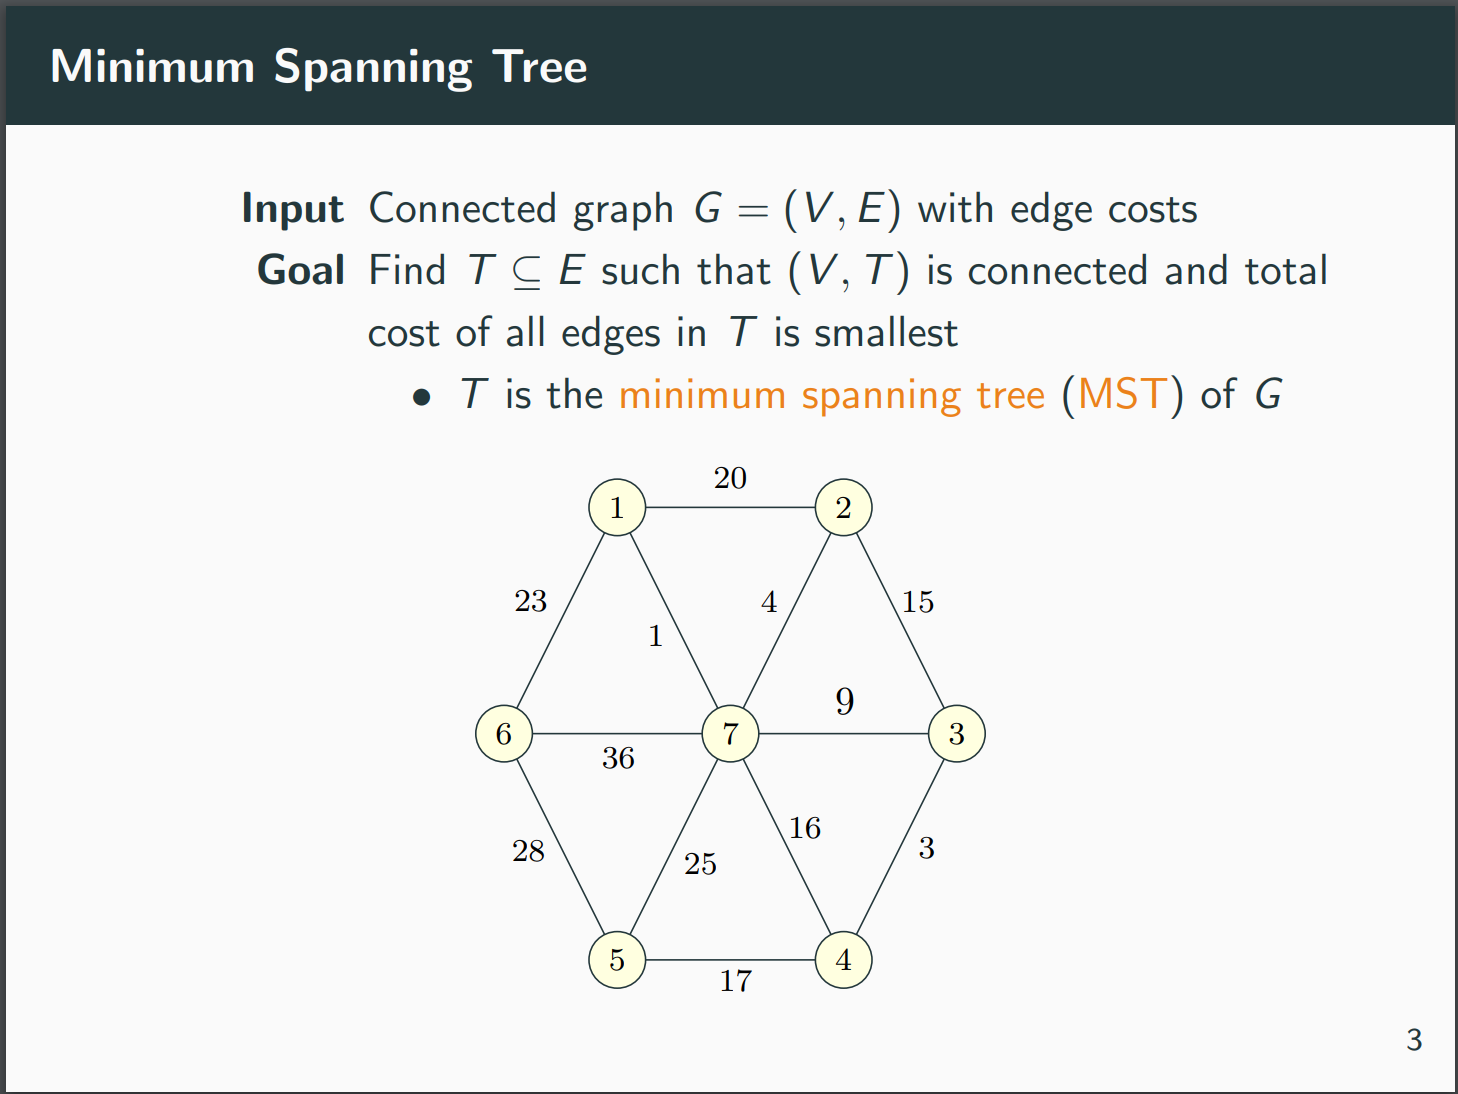 Minimum Spanning Tree
Input Connected graph G = (V, E) with edge costs
Goal Find T ⊆ E such that (V, T) is connected and total
cost of all edges in T is smallest
• T is the minimum spanning tree (MST) of G
20
1 2
23 4 15
1
9
6 7 3
36
16
28 25 3
5 4
17
3